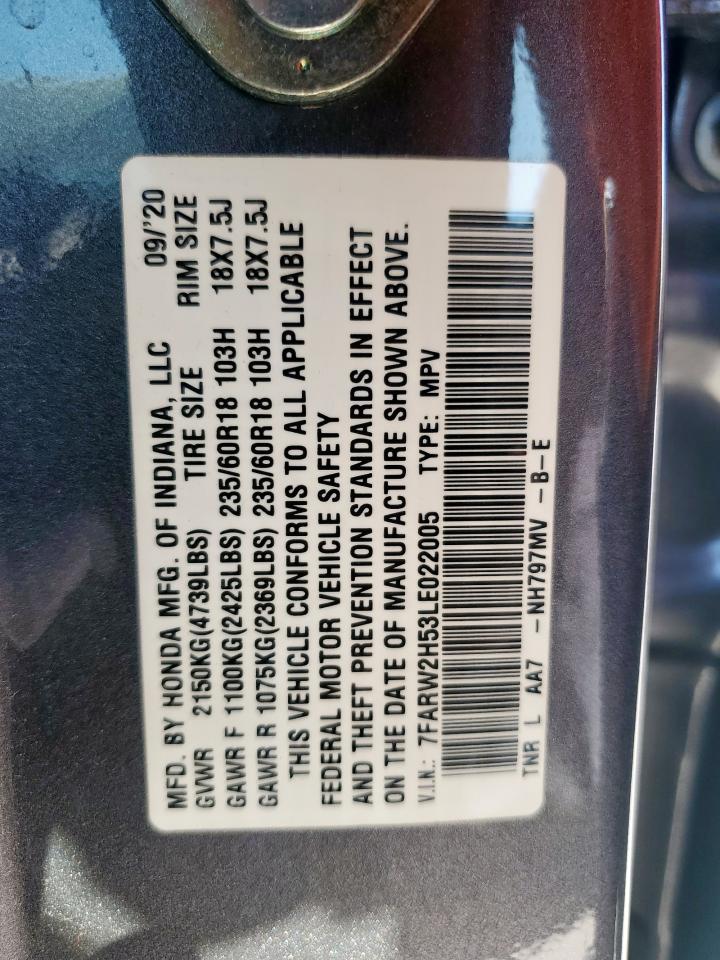 MFD. BY HONDA MFG. OF INDIANA, LLC 09/'20
GVWR 2150KG(4739LBS) TIRE SIZE RIM SIZE
GAWR F 1100KG(2425LBS) 235/60R18 103H 18X7.5J
GAWR R 1075KG(2369LBS) 235/60R18 103H 18X7.5J
THIS VEHICLE CONFORMS TO ALL APPLICABLE
FEDERAL MOTOR VEHICLE SAFETY
AND THEFT PREVENTION STANDARDS IN EFFECT
ON THE DATE OF MANUFACTURE SHOWN ABOVE.
V.I.N.: 7FARW2H53LE022005 TYPE: MPV
TNR L AA7 -NH797MV -B-E